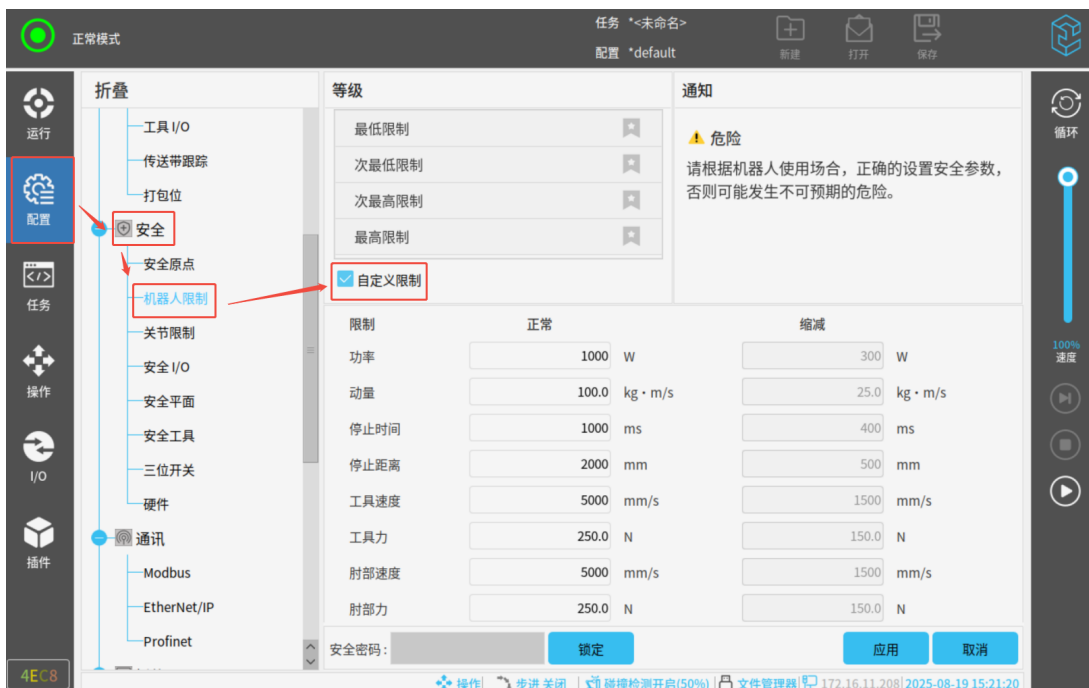 正常模式
任务 *<未命名>
配置 *default
新建
打开
保存
运行
配置
任务
操作
I/O
插件
4EC8
折叠
工具 I/O
传送带跟踪
打包位
安全
安全原点
机器人限制
关节限制
安全 I/O
安全平面
安全工具
三位开关
硬件
通讯
Modbus
EtherNet/IP
Profinet
等级
最低限制
次最低限制
次最高限制
最高限制
自定义限制
通知
危险
请根据机器人使用场合，正确的设置安全参数，
否则可能发生不可预期的危险。
限制 正常 缩减
功率 1000 W 300 W
动量 100.0 kg·m/s 25.0 kg·m/s
停止时间 1000 ms 400 ms
停止距离 2000 mm 500 mm
工具速度 5000 mm/s 1500 mm/s
工具力 250.0 N 150.0 N
肘部速度 5000 mm/s 1500 mm/s
肘部力 250.0 N 150.0 N
安全密码: 锁定 应用 取消
循环
100%
速度
操作 步进 关闭 碰撞检测开启(50%) 文件管理器 172.16.11.208 2025-08-19 15:21:20